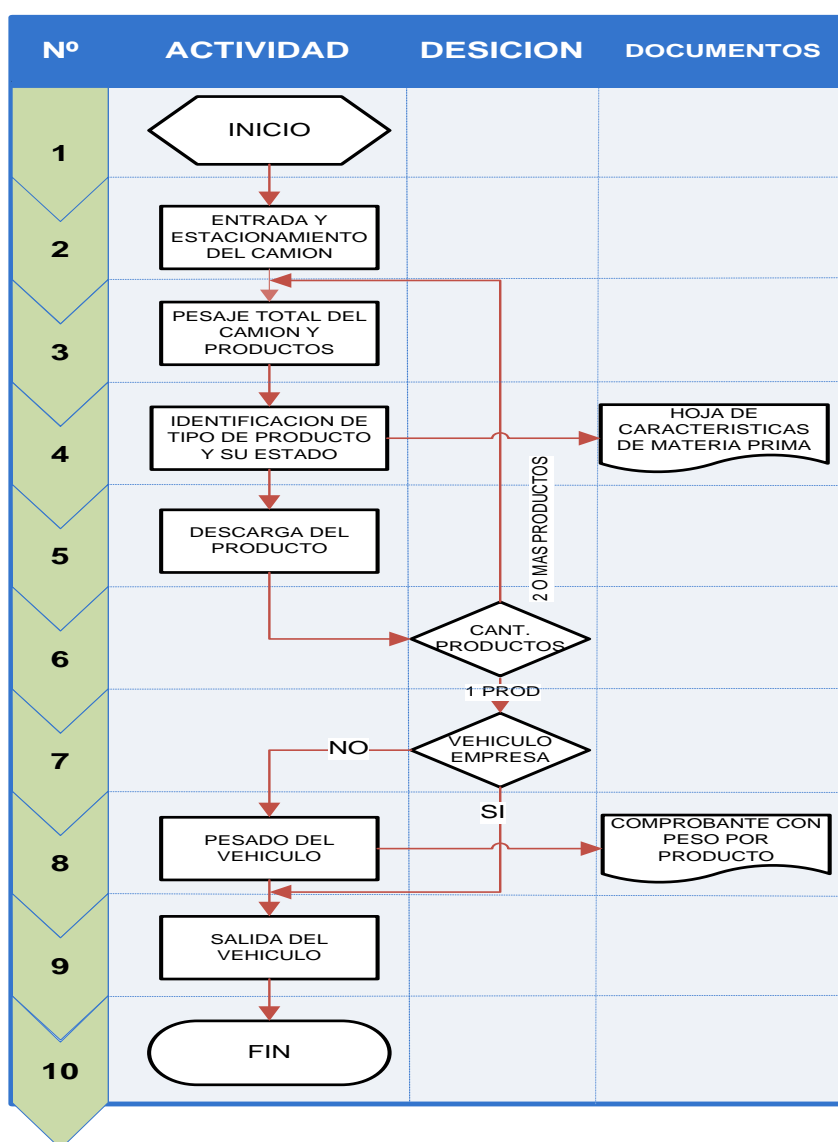 Nº ACTIVIDAD DESICION DOCUMENTOS
1
INICIO
2
ENTRADA Y
ESTACIONAMIENTO
DEL CAMION
3
PESAJE TOTAL DEL
CAMION Y
PRODUCTOS
4
IDENTIFICACION DE
TIPO DE PRODUCTO
Y SU ESTADO
HOJA DE
CARACTERISTICAS
DE MATERIA PRIMA
5
DESCARGA DEL
PRODUCTO
2 O MAS PRODUCTOS
6
CANT.
PRODUCTOS
1 PROD
7
VEHICULO
EMPRESA
NO
SI
8
PESADO DEL
VEHICULO
COMPROBANTE CON
PESO POR
PRODUCTO
9
SALIDA DEL
VEHICULO
10
FIN